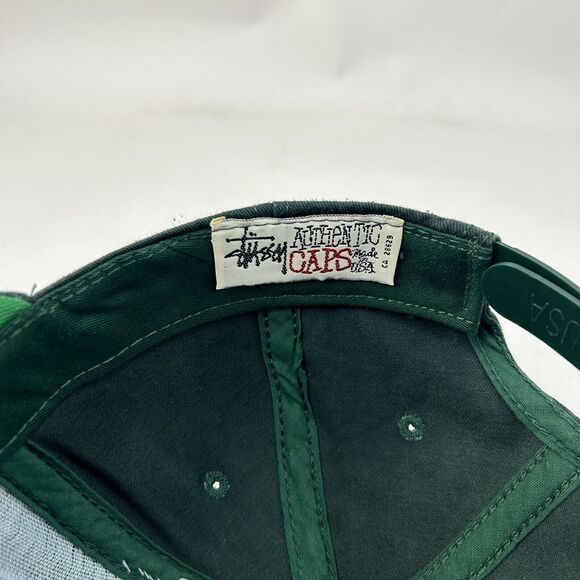 Stüssy
AUTHENTIC
CAPS
Made
in
USA
CA 28629
USA